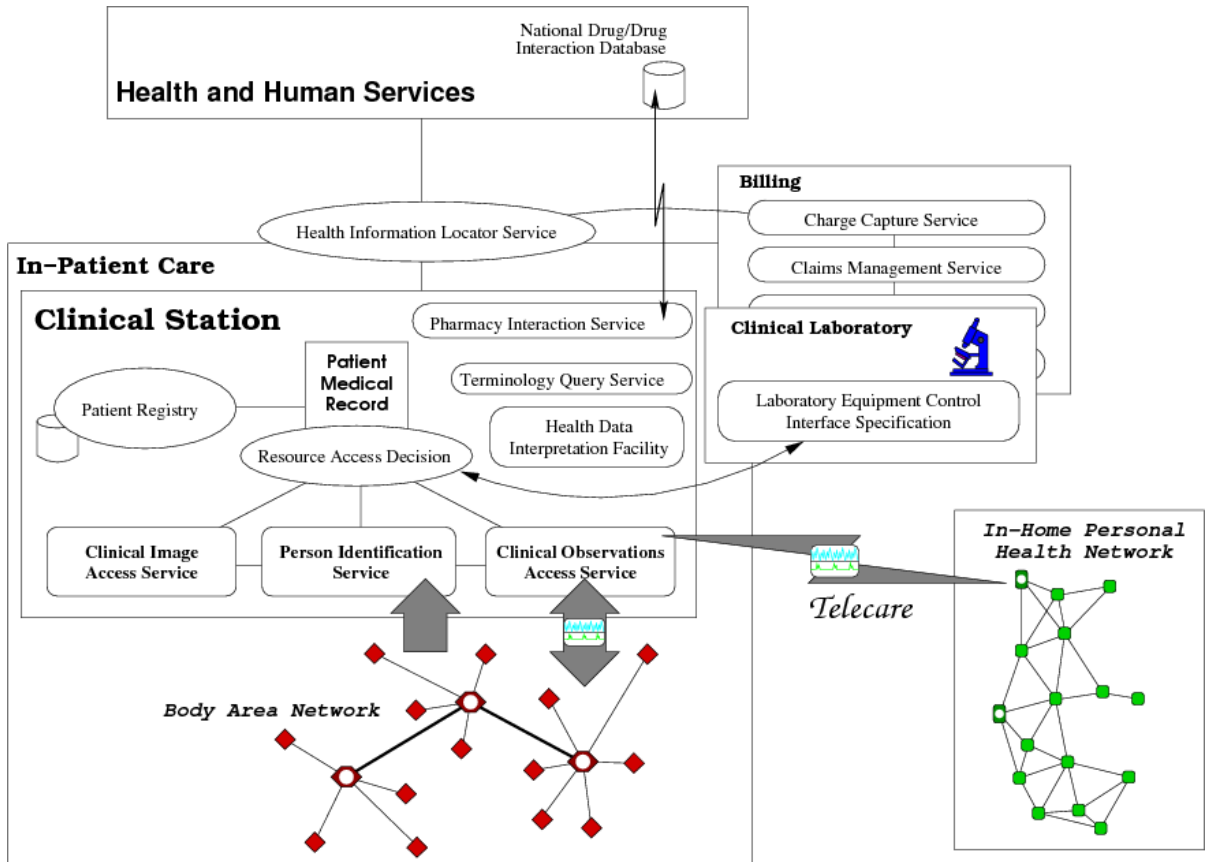 National Drug/Drug
Interaction Database
Health and Human Services
Billing
Charge Capture Service
Health Information Locator Service
Claims Management Service
In-Patient Care
Clinical Station
Pharmacy Interaction Service
Clinical Laboratory
Patient
Medical
Record
Terminology Query Service
Patient Registry
Laboratory Equipment Control
Interface Specification
Health Data
Interpretation Facility
Resource Access Decision
Clinical Image
Access Service
Person Identification
Service
Clinical Observations
Access Service
In-Home Personal
Health Network
Telecare
Body Area Network